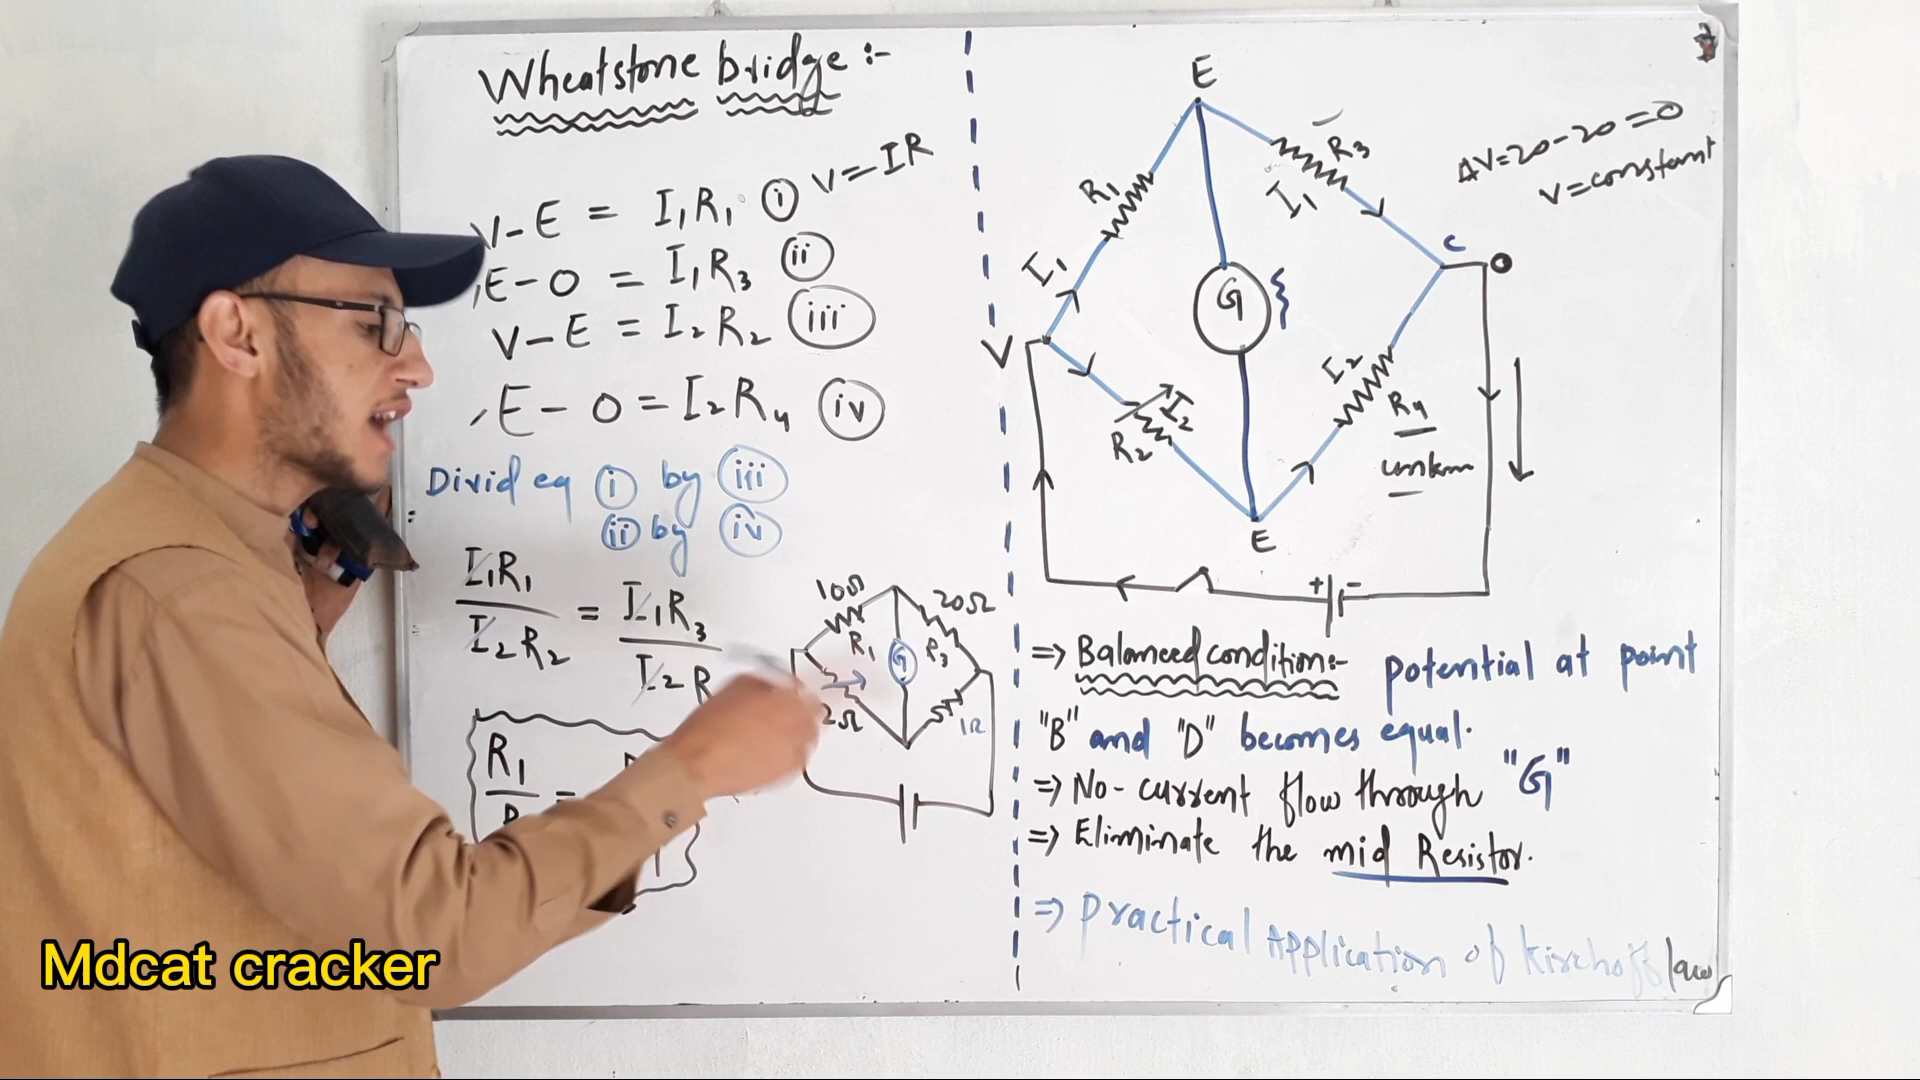 Wheatstone bridge :-
V = IR
V - E = I₁R₁ (i)
E - 0 = I₁R₃ (ii)
V - E = I₂R₂ (iii)
E - 0 = I₂R₄ (iv)
Divid eq (i) by (iii)
(ii) by (iv)
I₁R₁ / I₂R₂ = I₁R₃ / I₂R
R₁
=
10Ω
20Ω
R₁
G
R₃
2Ω
1Ω
E
R₁
R₃
I₁
I₁
ΔV=20-20=0
V=constant
C
O
G
V
I₂
R₂
I₂
R₄
E
+ -
⇒ Balanced condition:- potential at point
"B" and "D" becomes equal.
⇒ No-current flow through "G"
⇒ Eliminate the mid Resistor.
⇒ Practical Application of Kirchoff law
Mdcat cracker